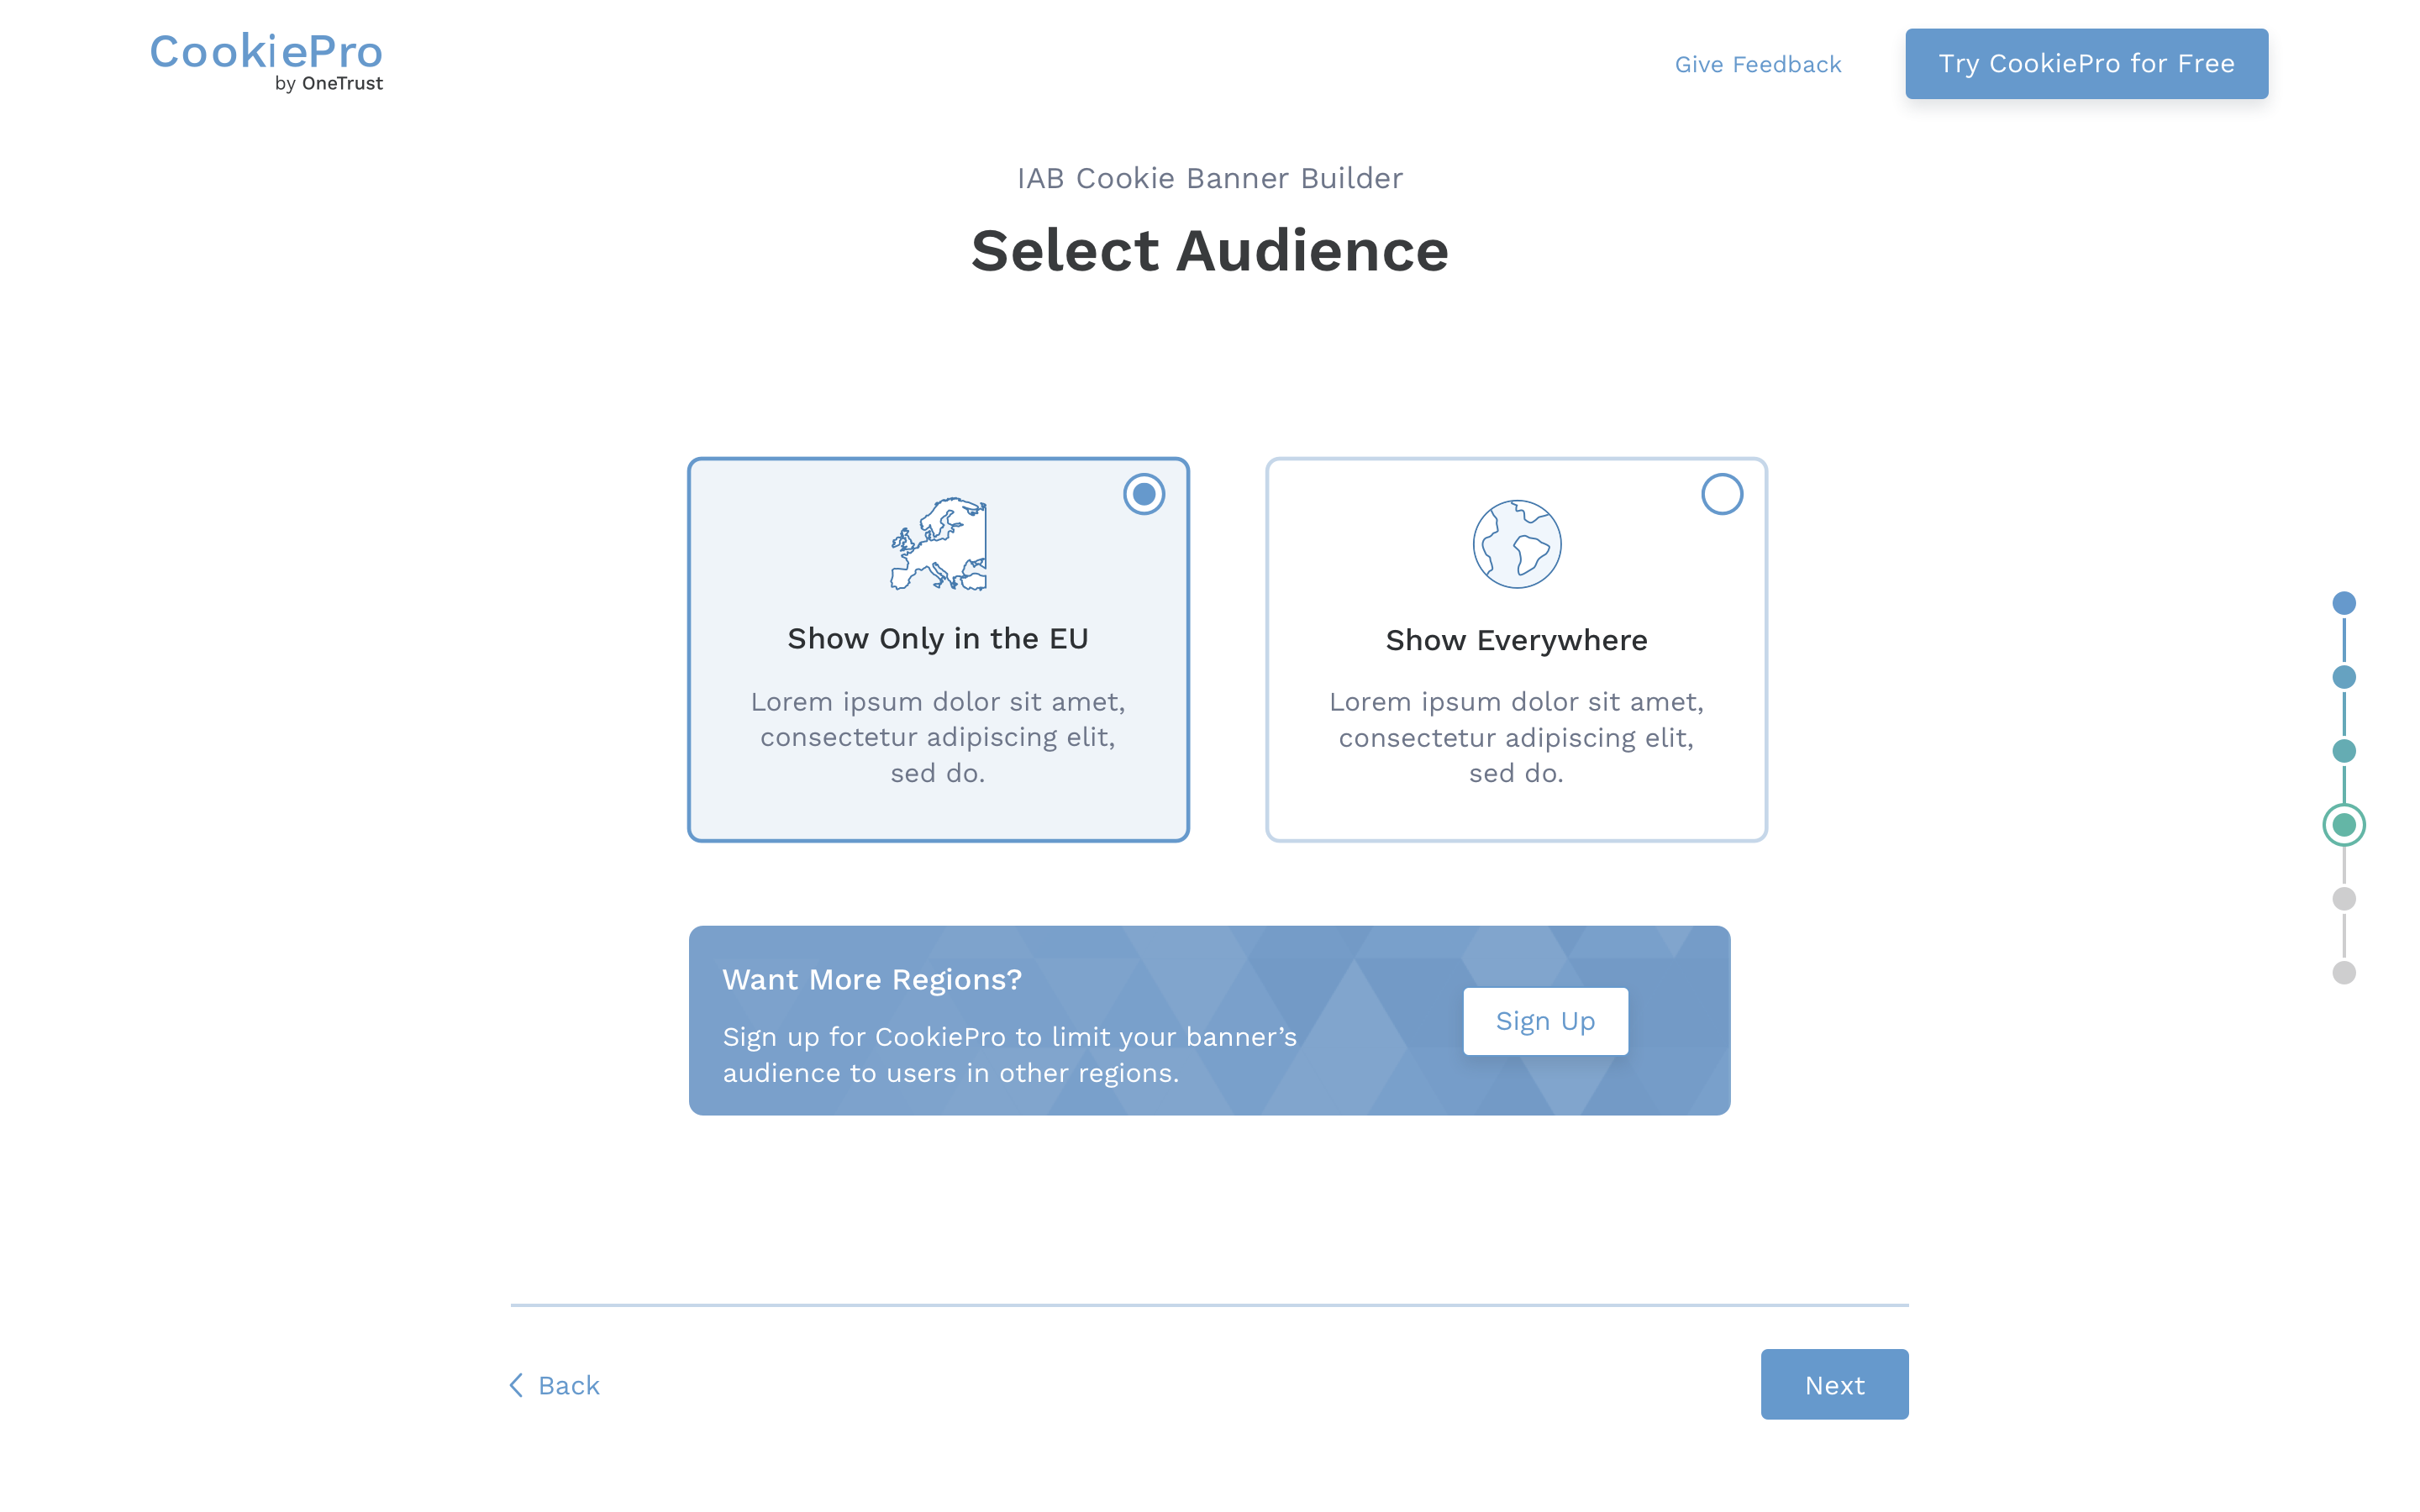 CookiePro
by OneTrust
Give Feedback
Try CookiePro for Free
IAB Cookie Banner Builder
Select Audience
Show Only in the EU
Lorem ipsum dolor sit amet,
consectetur adipiscing elit,
sed do.
Show Everywhere
Lorem ipsum dolor sit amet,
consectetur adipiscing elit,
sed do.
Want More Regions?
Sign up for CookiePro to limit your banner’s
audience to users in other regions.
Sign Up
Back
Next